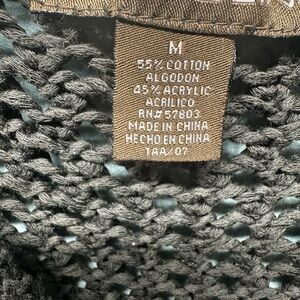 M
55% COTTON
ALGODON
45% ACRYLIC
ACRILICO
RN#57803
MADE IN CHINA
HECHO EN CHINA
TAA/07